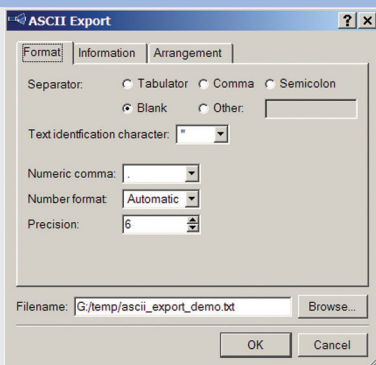 ASCII Export
Format Information Arrangement
Separator: Tabulator Comma Semicolon
Blank Other:
Text identfication character: "
Numeric comma: .
Number format: Automatic
Precision: 6
Filename: G:/temp/ascii_export_demo.txt Browse...
OK Cancel